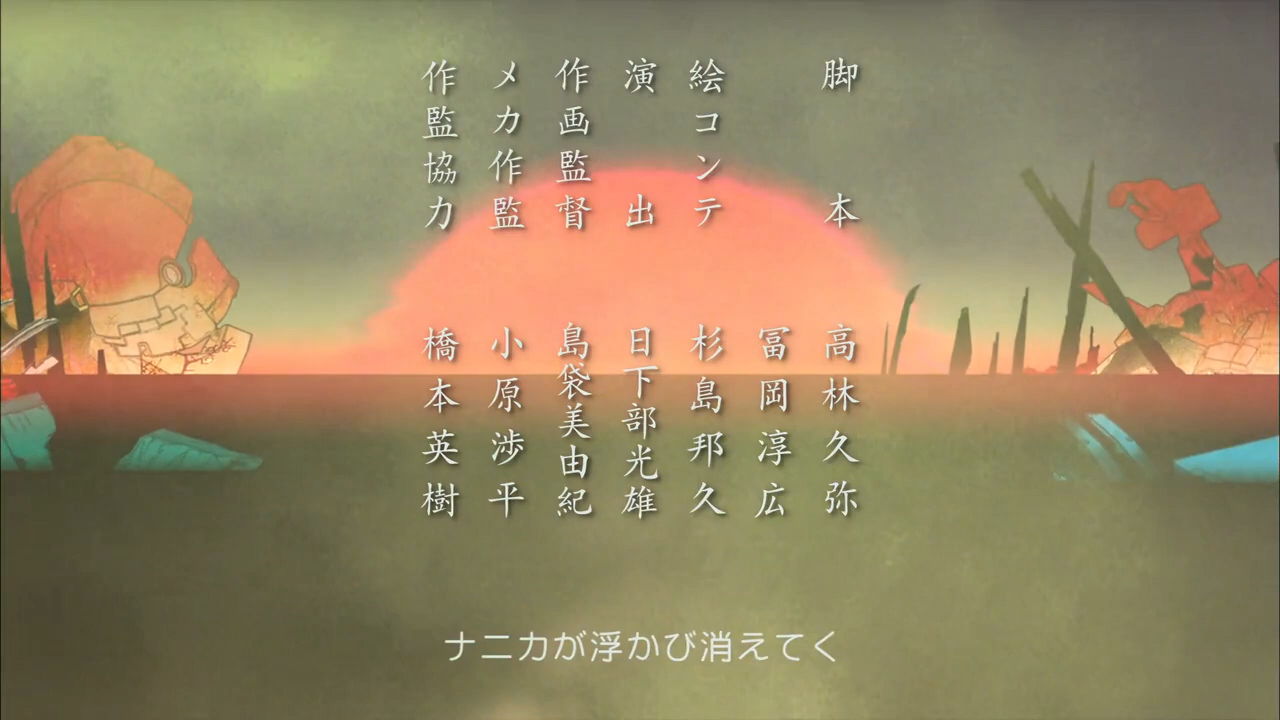 脚本 高林久弥
冨岡淳広
絵コンテ 杉島邦久
演出 日下部光雄
作画監督 島袋美由紀
メカ作監 小原渉平
作監協力 橋本英樹
ナニカが浮かび消えてく